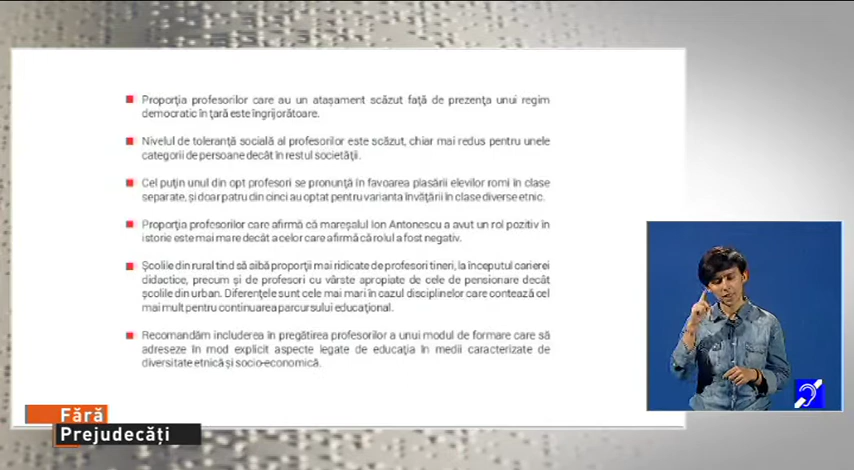 Proporția profesorilor care au un atașament scăzut față de prezența unui regim
democratic în țară este îngrijorătoare.
Nivelul de toleranță socială al profesorilor este scăzut, chiar mai redus pentru unele
categorii de persoane decât în restul societății.
Cel puțin unul din opt profesori se pronunță în favoarea plasării elevilor romi în clase
separate, și doar patru din cinci au optat pentru varianta învățării în clase diverse etnic.
Proporția profesorilor care afirmă că mareșalul Ion Antonescu a avut un rol pozitiv în
istorie este mai mare decât a celor care afirmă că rolul a fost negativ.
Școlile din rural tind să aibă proporții mai ridicate de profesori tineri, la începutul carierei
didactice, precum și de profesori cu vârste apropiate de cele de pensionare decât
școlile din urban. Diferențele sunt cele mai mari în cazul disciplinelor care contează cel
mai mult pentru continuarea parcursului educațional.
Recomandăm includerea în pregătirea profesorilor a unui modul de formare care să
adreseze în mod explicit aspecte legate de educația în medii caracterizate de
diversitate etnică și socio-economică.
Fără
Prejudecăți